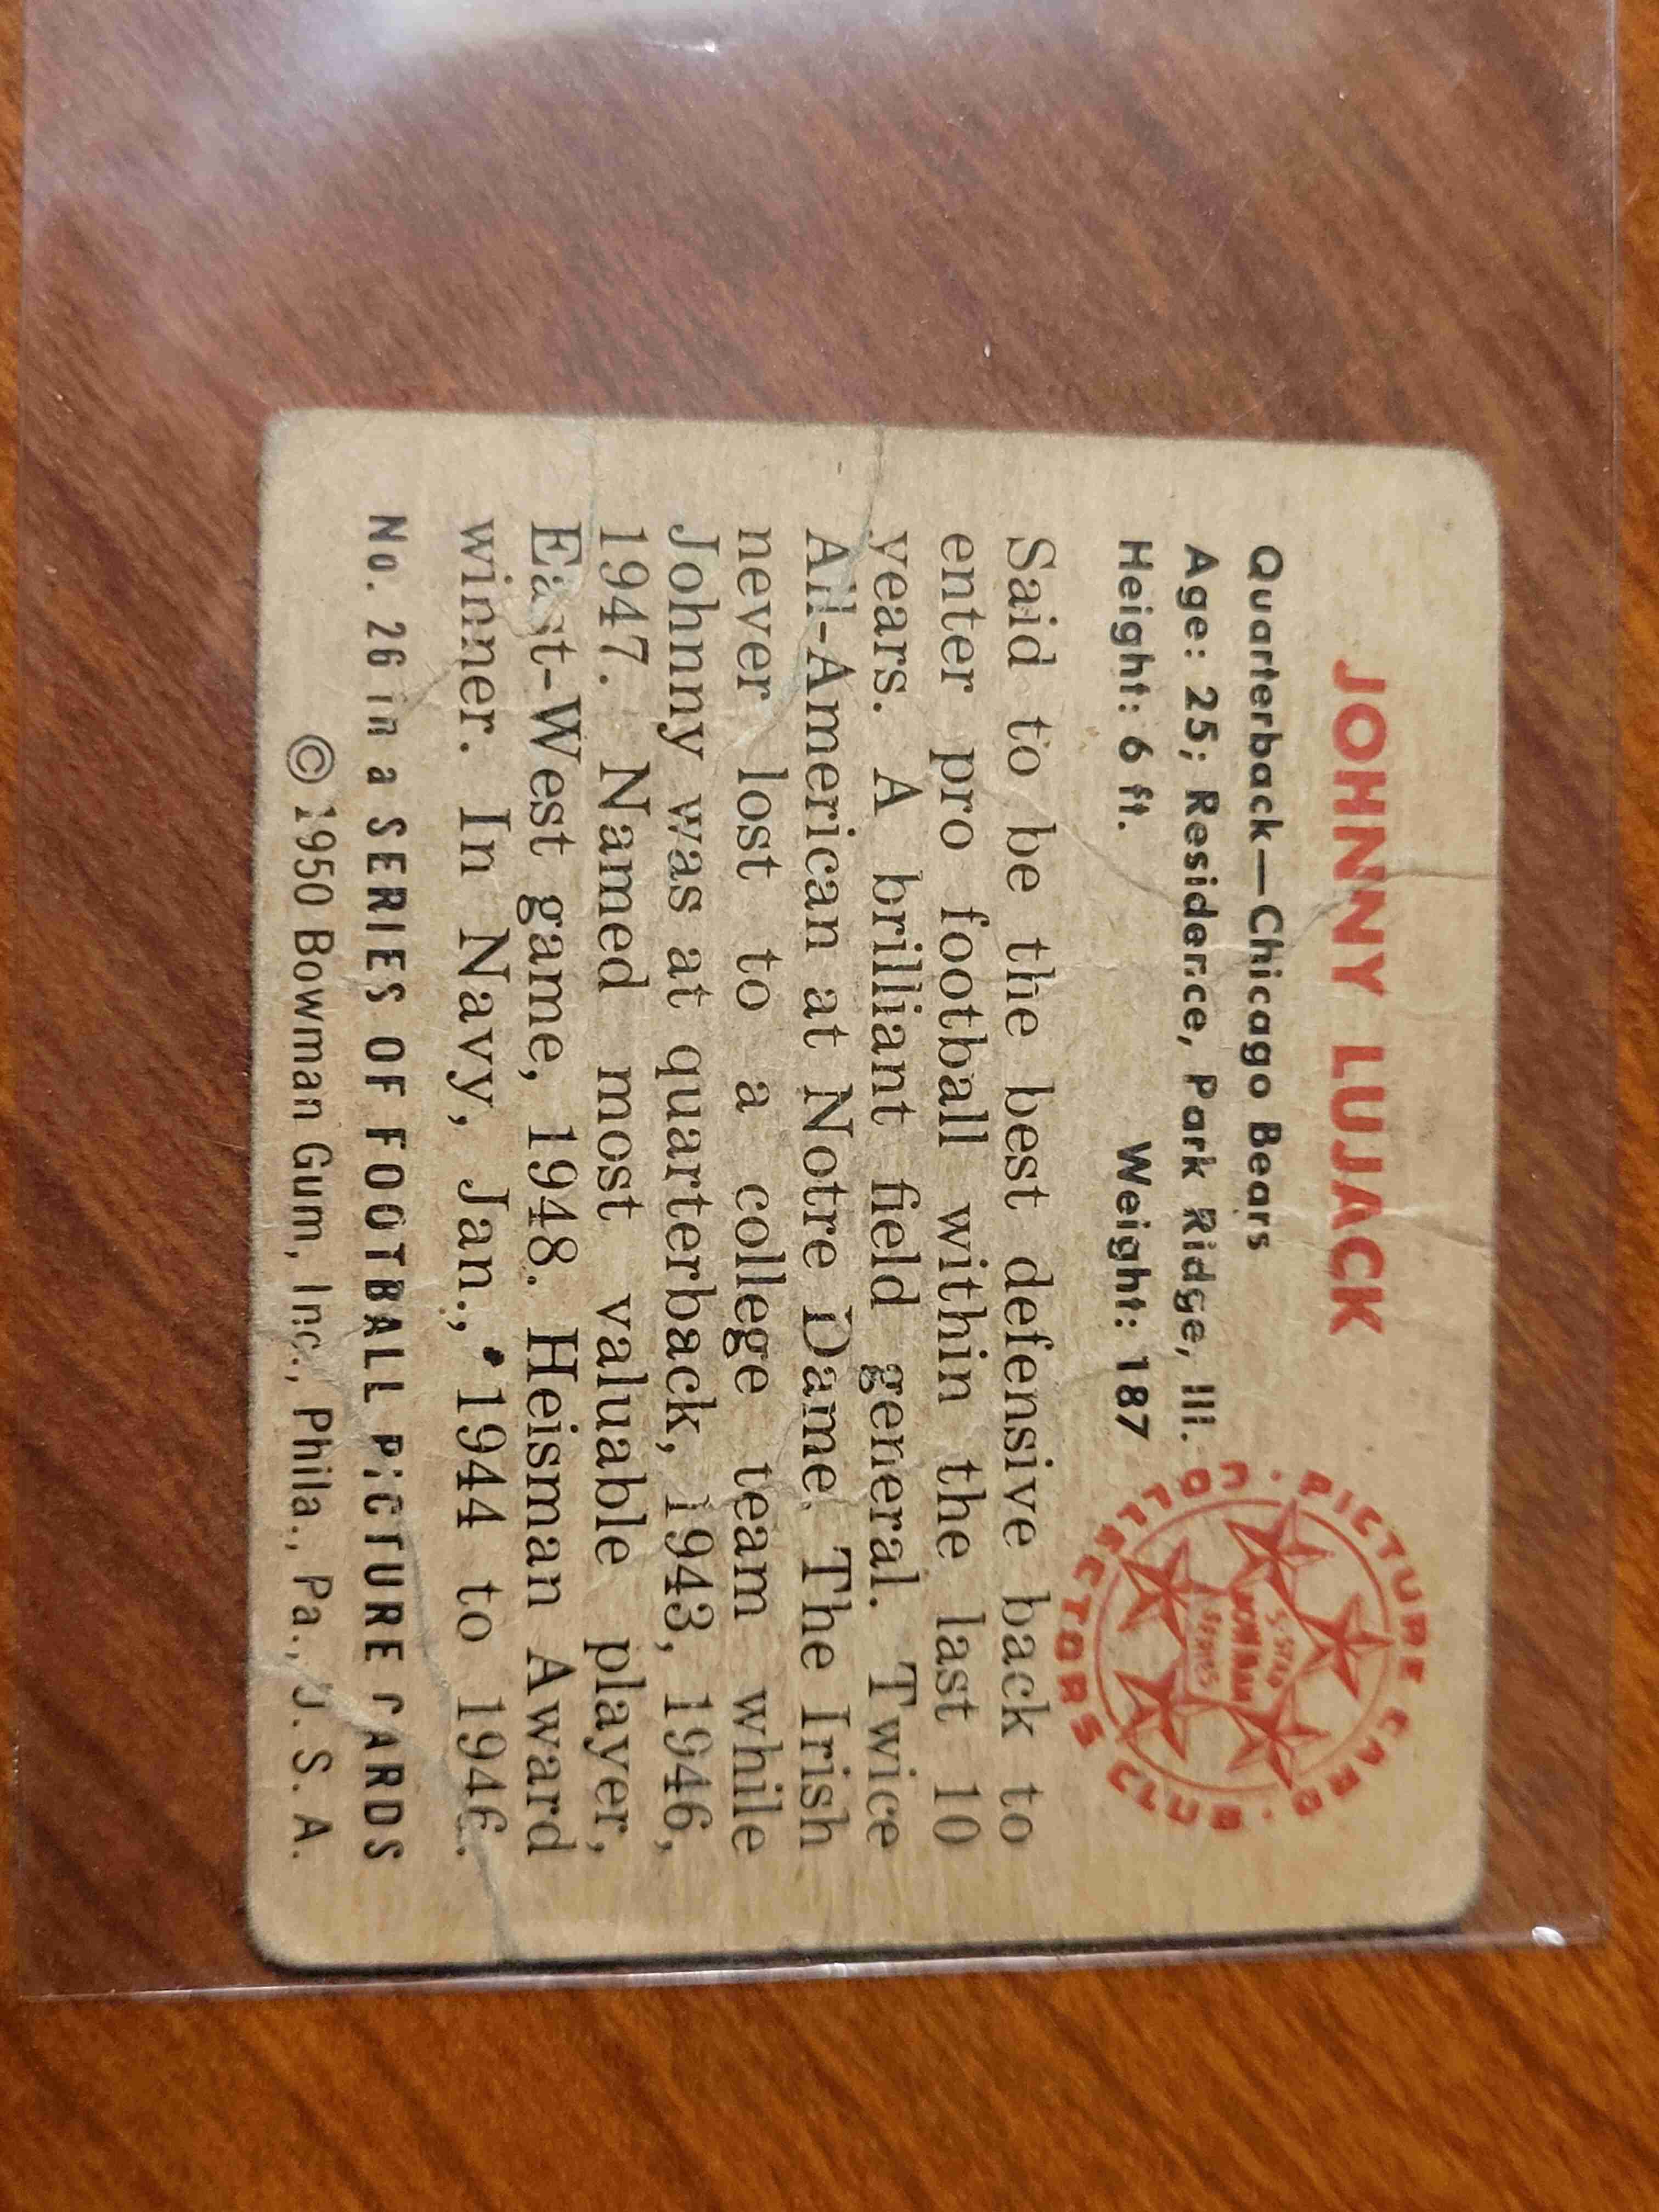 JOHNNY LUJACK
Quarterback—Chicago Bears
Age: 25; Residence, Park Ridge, Ill.
Height: 6 ft. Weight: 187
PICTURE CARD COLLECTORS CLUB
5-STAR
BOWMAN
SERIES
Said to be the best defensive back to
enter pro football within the last 10
years. A brilliant field general. Twice
All-American at Notre Dame. The Irish
never lost to a college team while
Johnny was at quarterback, 1943, 1946,
1947. Named most valuable player,
East-West game, 1948. Heisman Award
winner. In Navy, Jan., 1944 to 1946.
No. 26 in a SERIES OF FOOTBALL PICTURE CARDS
© 1950 Bowman Gum, Inc., Phila., Pa., U. S. A.